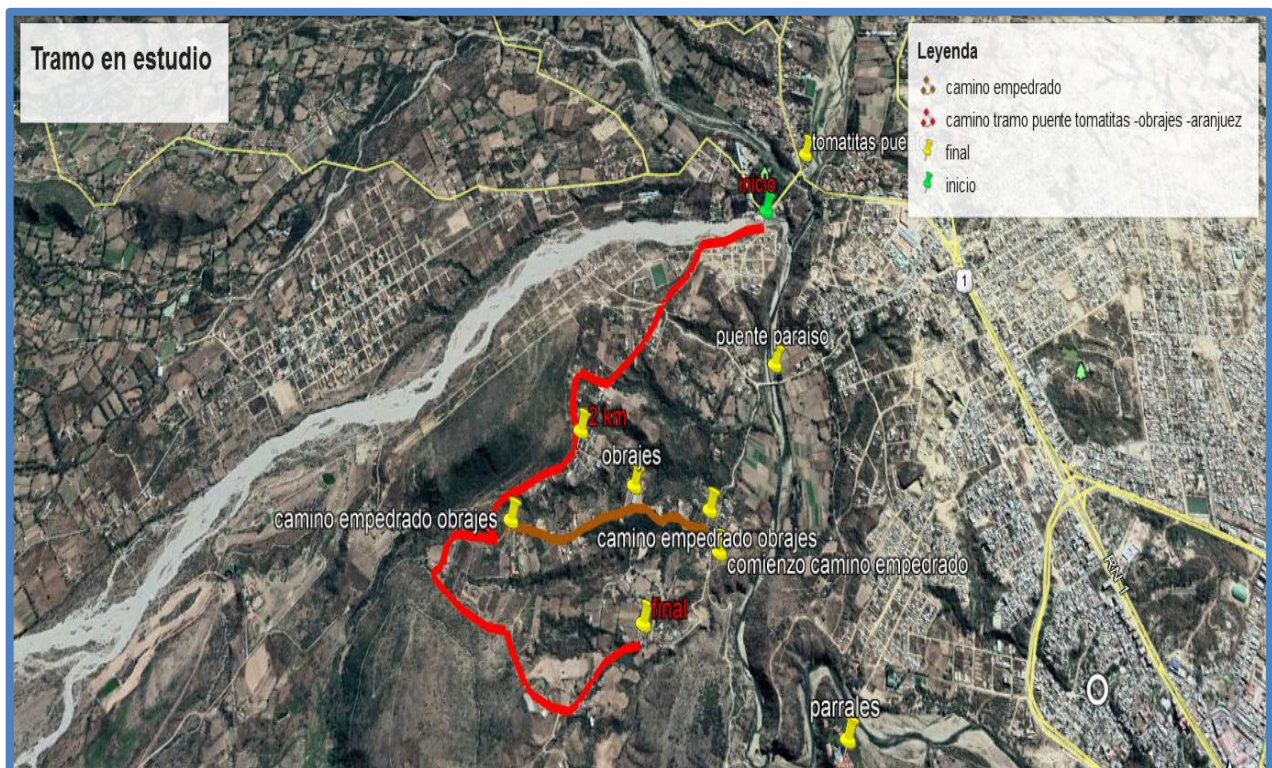 Tramo en estudio
Leyenda
camino empedrado
camino tramo puente tomatitas -obrajes -aranjuez
final
inicio
tomatitas puente
inicio
1
puente paraiso
2 km
obrajes
camino empedrado obrajes
camino empedrado obrajes
comienzo camino empedrado
RN 1
final
parrales